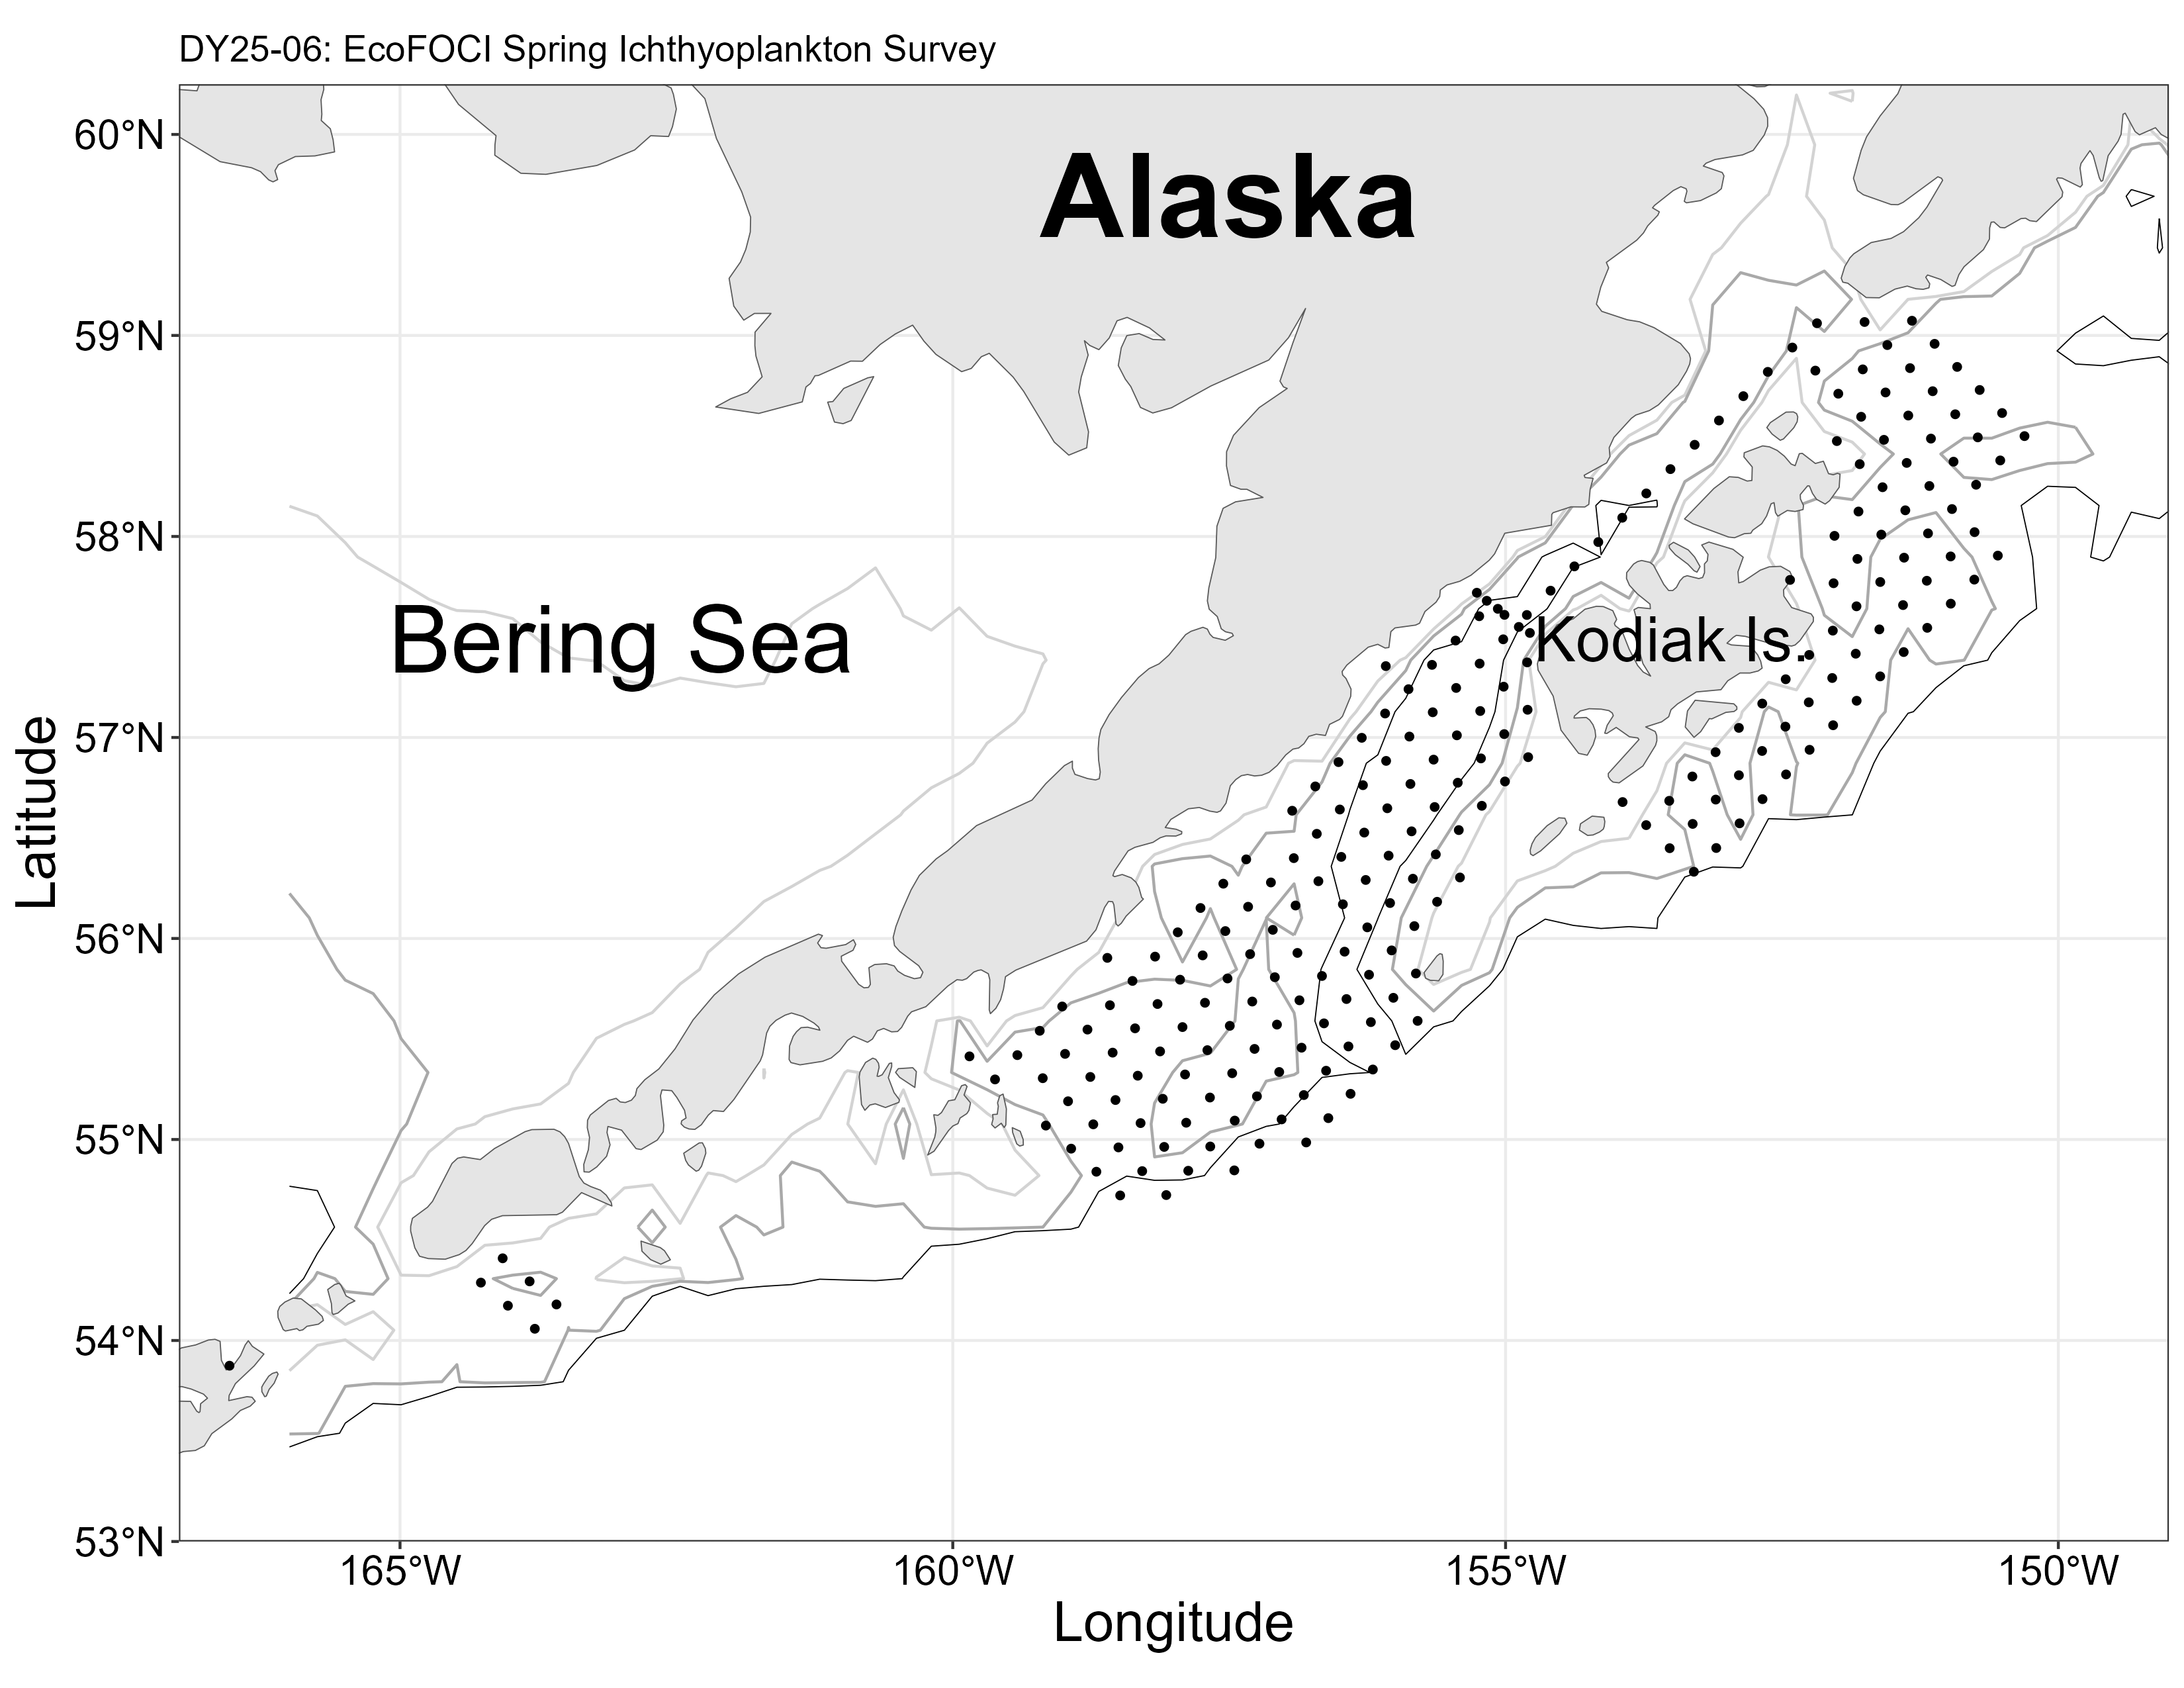 DY25-06: EcoFOCI Spring Ichthyoplankton Survey
60°N
Alaska
59°N
58°N
Bering Sea
Kodiak Is.
57°N
Latitude
56°N
55°N
54°N
53°N
165°W
160°W
155°W
150°W
Longitude